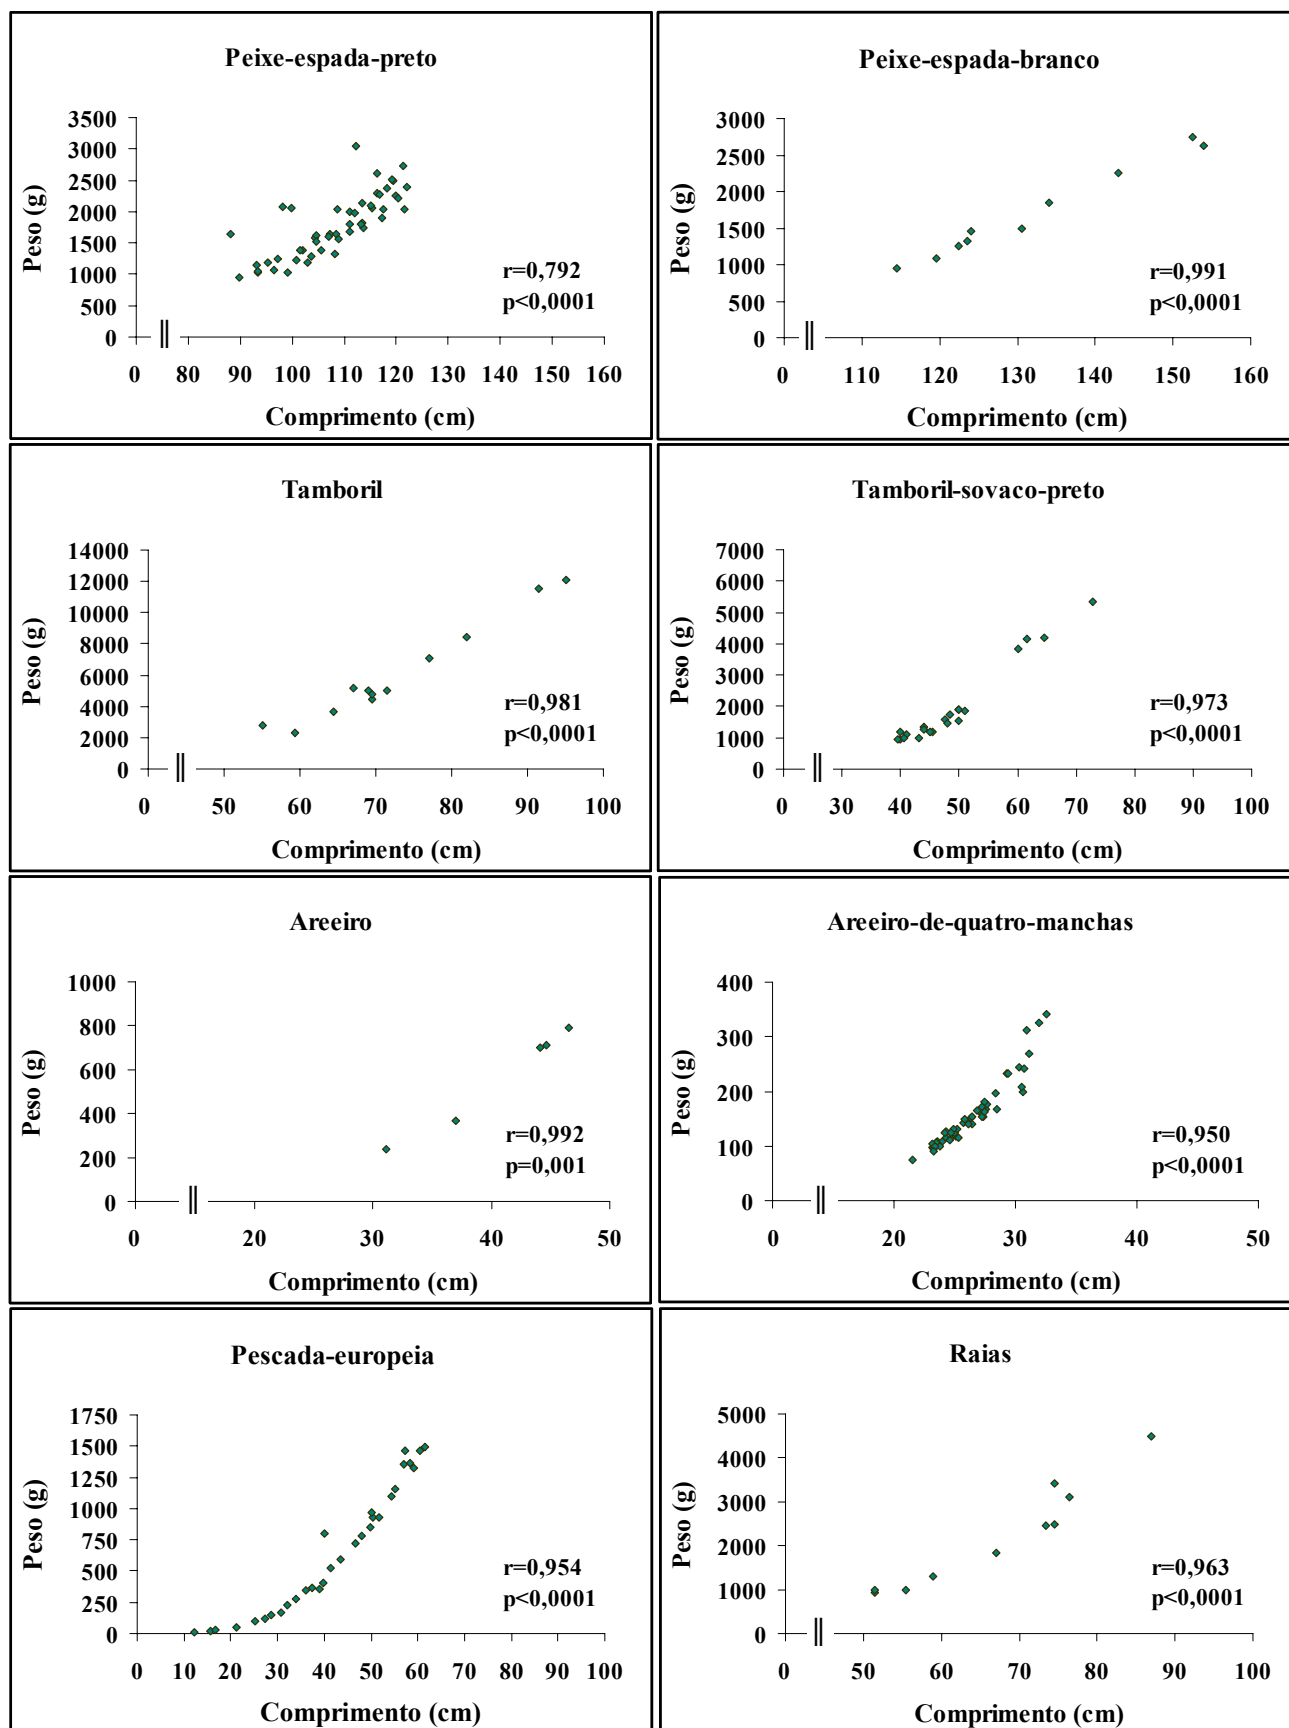 Peixe-espada-preto
3500
3000
2500
2000
1500
1000
500
0
Peso (g)
r=0,792
p<0,0001
0 80 90 100 110 120 130 140 150 160
Comprimento (cm)
Peixe-espada-branco
3000
2500
2000
1500
1000
500
0
Peso (g)
r=0,991
p<0,0001
0 110 120 130 140 150 160
Comprimento (cm)
Tamboril
14000
12000
10000
8000
6000
4000
2000
0
Peso (g)
r=0,981
p<0,0001
0 50 60 70 80 90 100
Comprimento (cm)
Tamboril-sovaco-preto
7000
6000
5000
4000
3000
2000
1000
0
Peso (g)
r=0,973
p<0,0001
0 30 40 50 60 70 80 90 100
Comprimento (cm)
Areeiro
1000
800
600
400
200
0
Peso (g)
r=0,992
p=0,001
0 20 30 40 50
Comprimento (cm)
Areeiro-de-quatro-manchas
400
300
200
100
0
Peso (g)
r=0,950
p<0,0001
0 20 30 40 50
Comprimento (cm)
Pescada-europeia
1750
1500
1250
1000
750
500
250
0
Peso (g)
r=0,954
p<0,0001
0 10 20 30 40 50 60 70 80 90 100
Comprimento (cm)
Raias
5000
4000
3000
2000
1000
0
Peso (g)
r=0,963
p<0,0001
0 50 60 70 80 90 100
Comprimento (cm)